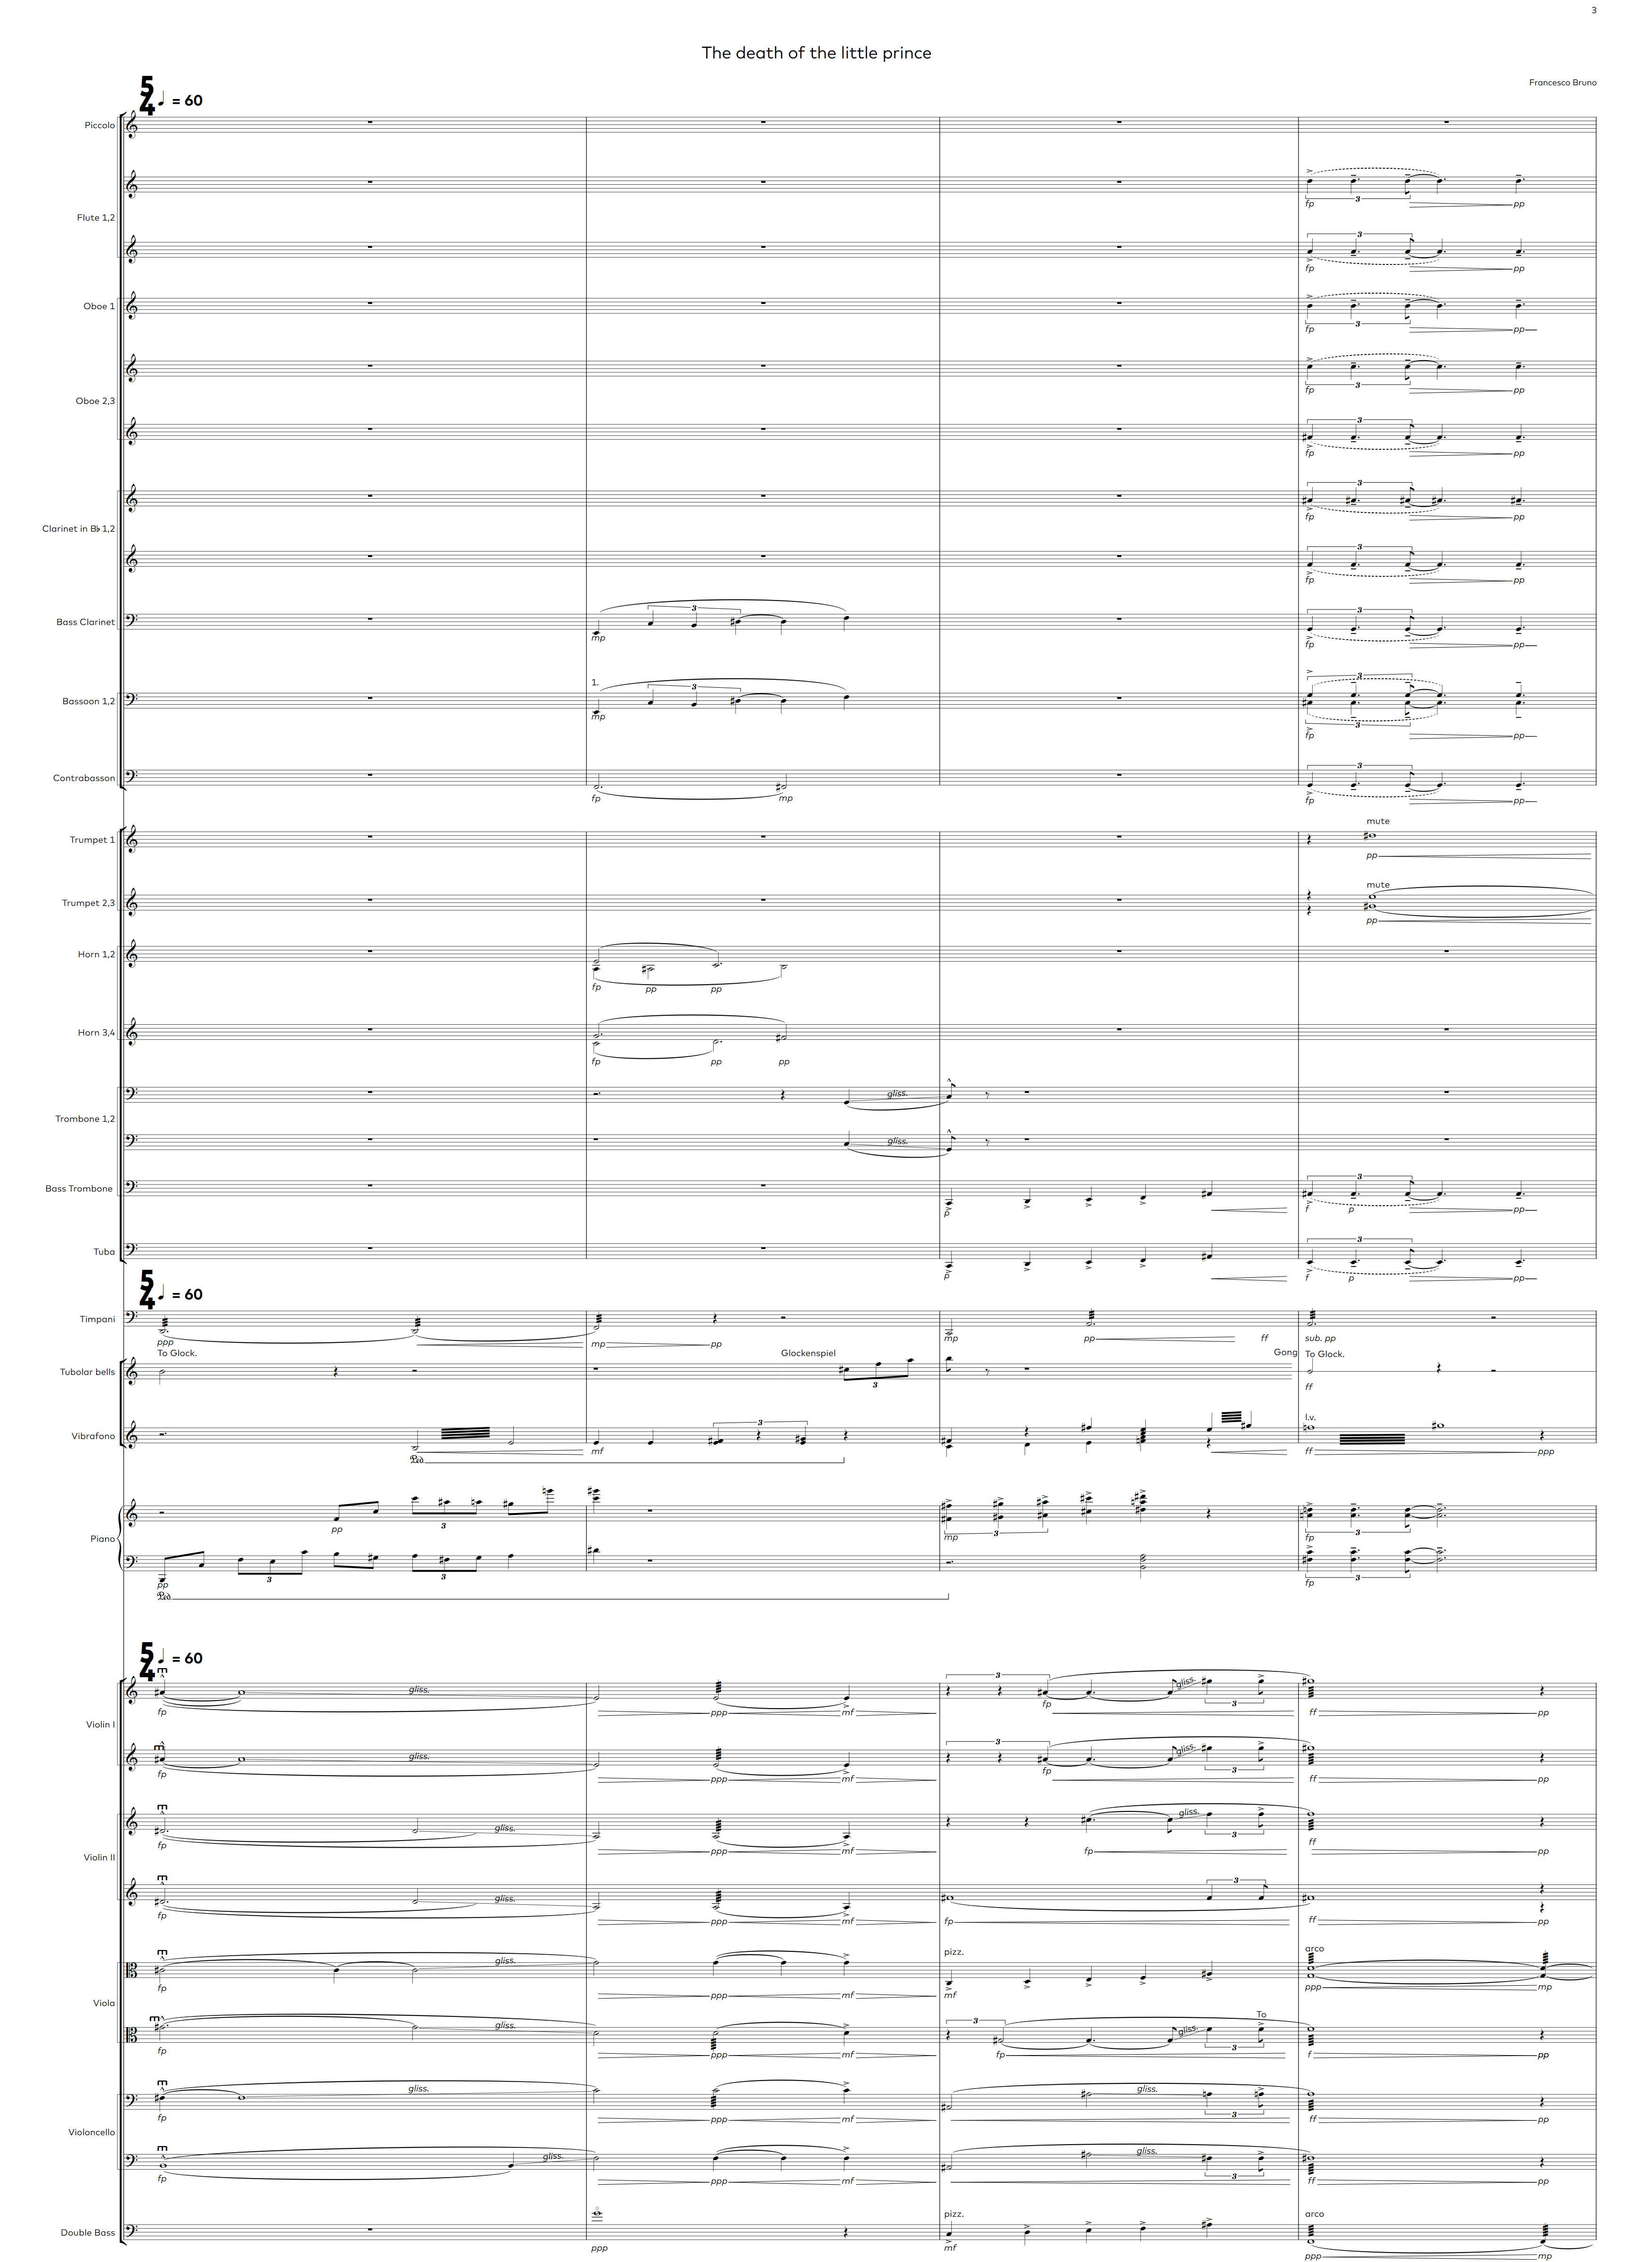 3
The death of the little prince
Francesco Bruno
5
4
= 60
Piccolo
Flute 1,2
3
fp
pp
3
fp
pp
Oboe 1
3
fp
pp
Oboe 2,3
3
fp
pp
3
fp
pp
Clarinet in B♭ 1,2
3
fp
pp
3
fp
pp
Bass Clarinet
3
mp
3
fp
pp
Bassoon 1,2
1.
3
mp
3
3
fp
pp
Contrabasson
fp
mp
3
fp
pp
Trumpet 1
mute
pp
Trumpet 2,3
mute
pp
Horn 1,2
fp
pp
pp
Horn 3,4
fp
pp
pp
Trombone 1,2
gliss.
gliss.
Bass Trombone
p
3
f
p
pp
Tuba
p
3
f
p
pp
5
4
= 60
Timpani
ppp
mp
pp
mp
pp
ff
sub. pp
Tubolar bells
To Glock.
Glockenspiel
3
Gong
To Glock.
ff
Vibrafono
3
mf
l.v.
ff
ppp
Ped
Piano
pp
3
3
mp
3
fp
3
3
pp
3
fp
Ped
5
4
= 60
Violin I
m
gliss.
fp
ppp
mf
3
gliss.
3
fp
ff
pp
m
gliss.
fp
ppp
mf
3
gliss.
3
fp
ff
pp
Violin II
m
gliss.
fp
ppp
mf
gliss.
3
fp
ff
pp
m
gliss.
fp
ppp
mf
3
fp
ff
pp
Viola
m
gliss.
fp
ppp
mf
pizz.
mf
arco
ppp
mp
m
gliss.
fp
ppp
mf
3
gliss.
To
3
fp
f
pp
Violoncello
m
gliss.
fp
ppp
mf
gliss.
3
ff
pp
m
gliss.
fp
ppp
mf
gliss.
3
ff
pp
Double Bass
ppp
pizz.
mf
arco
ppp
mp